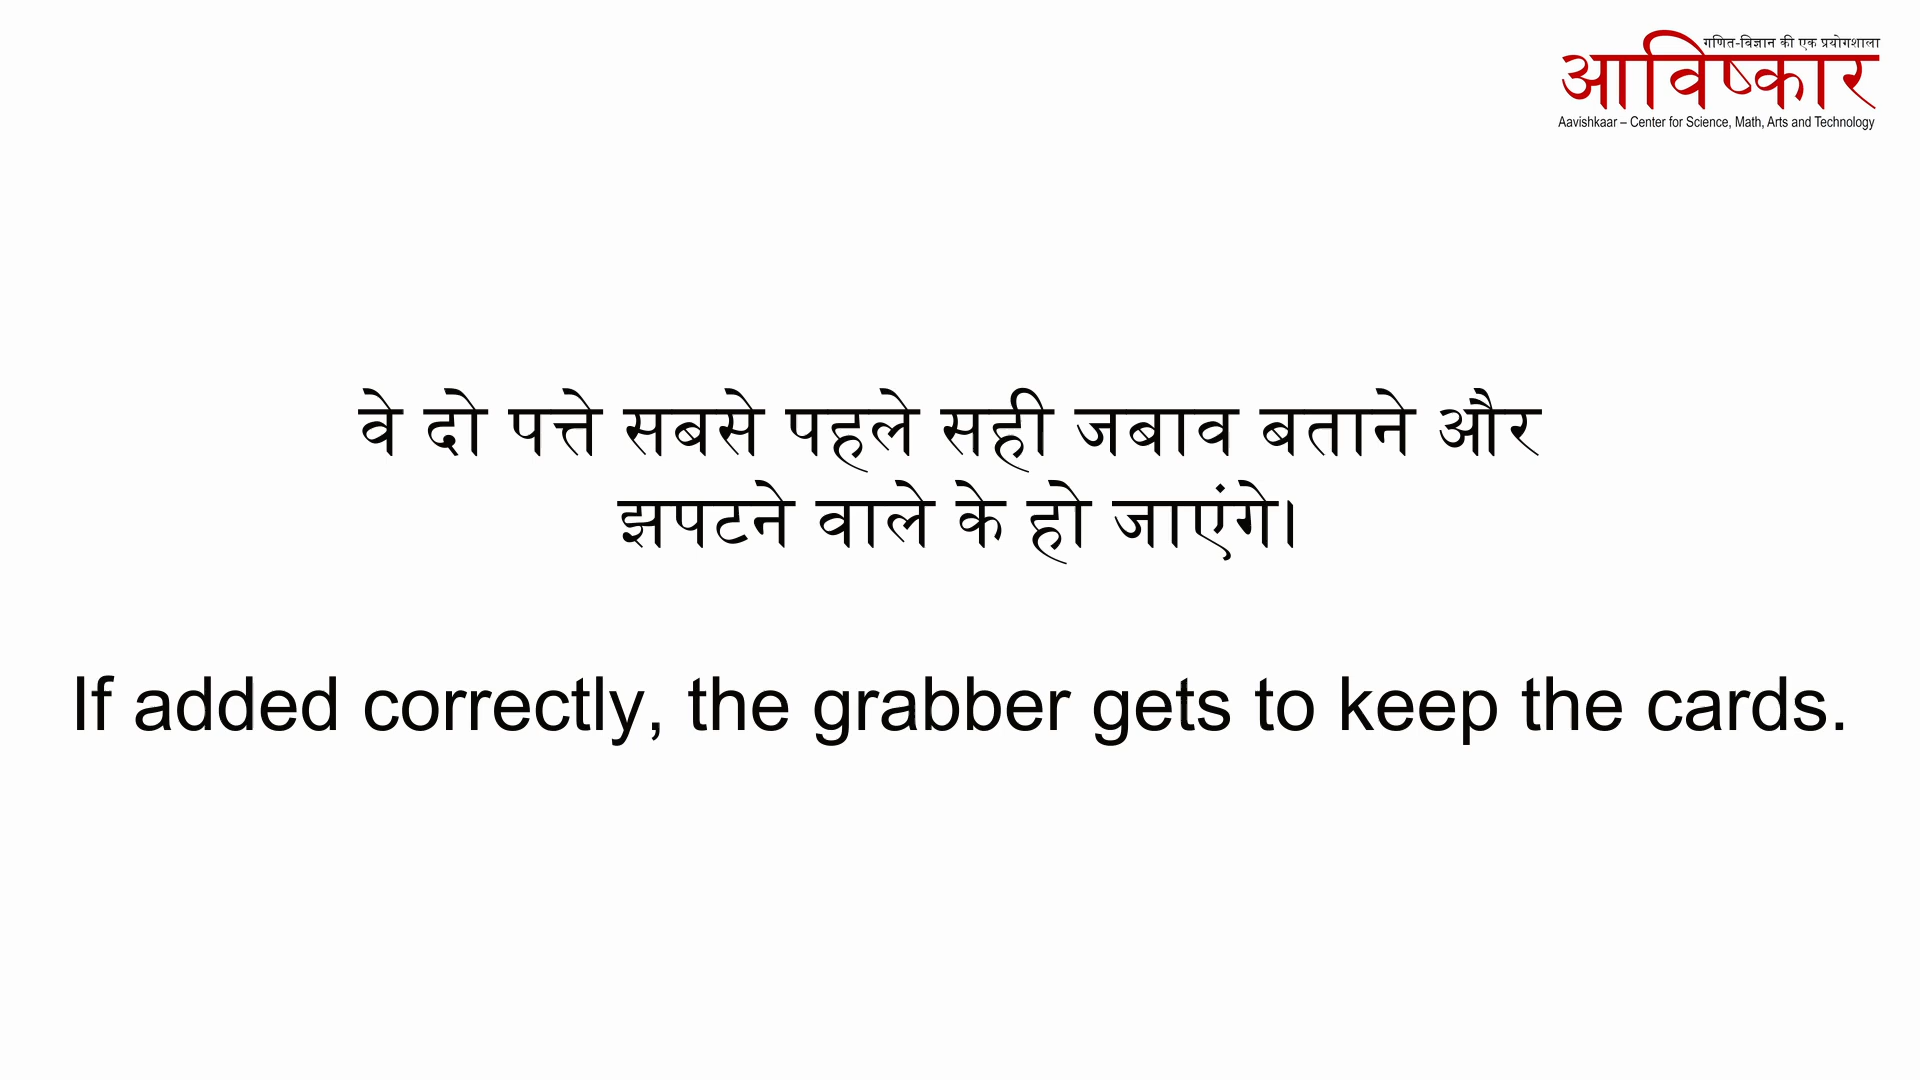 गणित-विज्ञान की एक प्रयोगशाला
आविष्कार
Aavishkaar – Center for Science, Math, Arts and Technology
वे दो पत्ते सबसे पहले सही जबाव बताने और
झपटने वाले के हो जाएंगे।
If added correctly, the grabber gets to keep the cards.